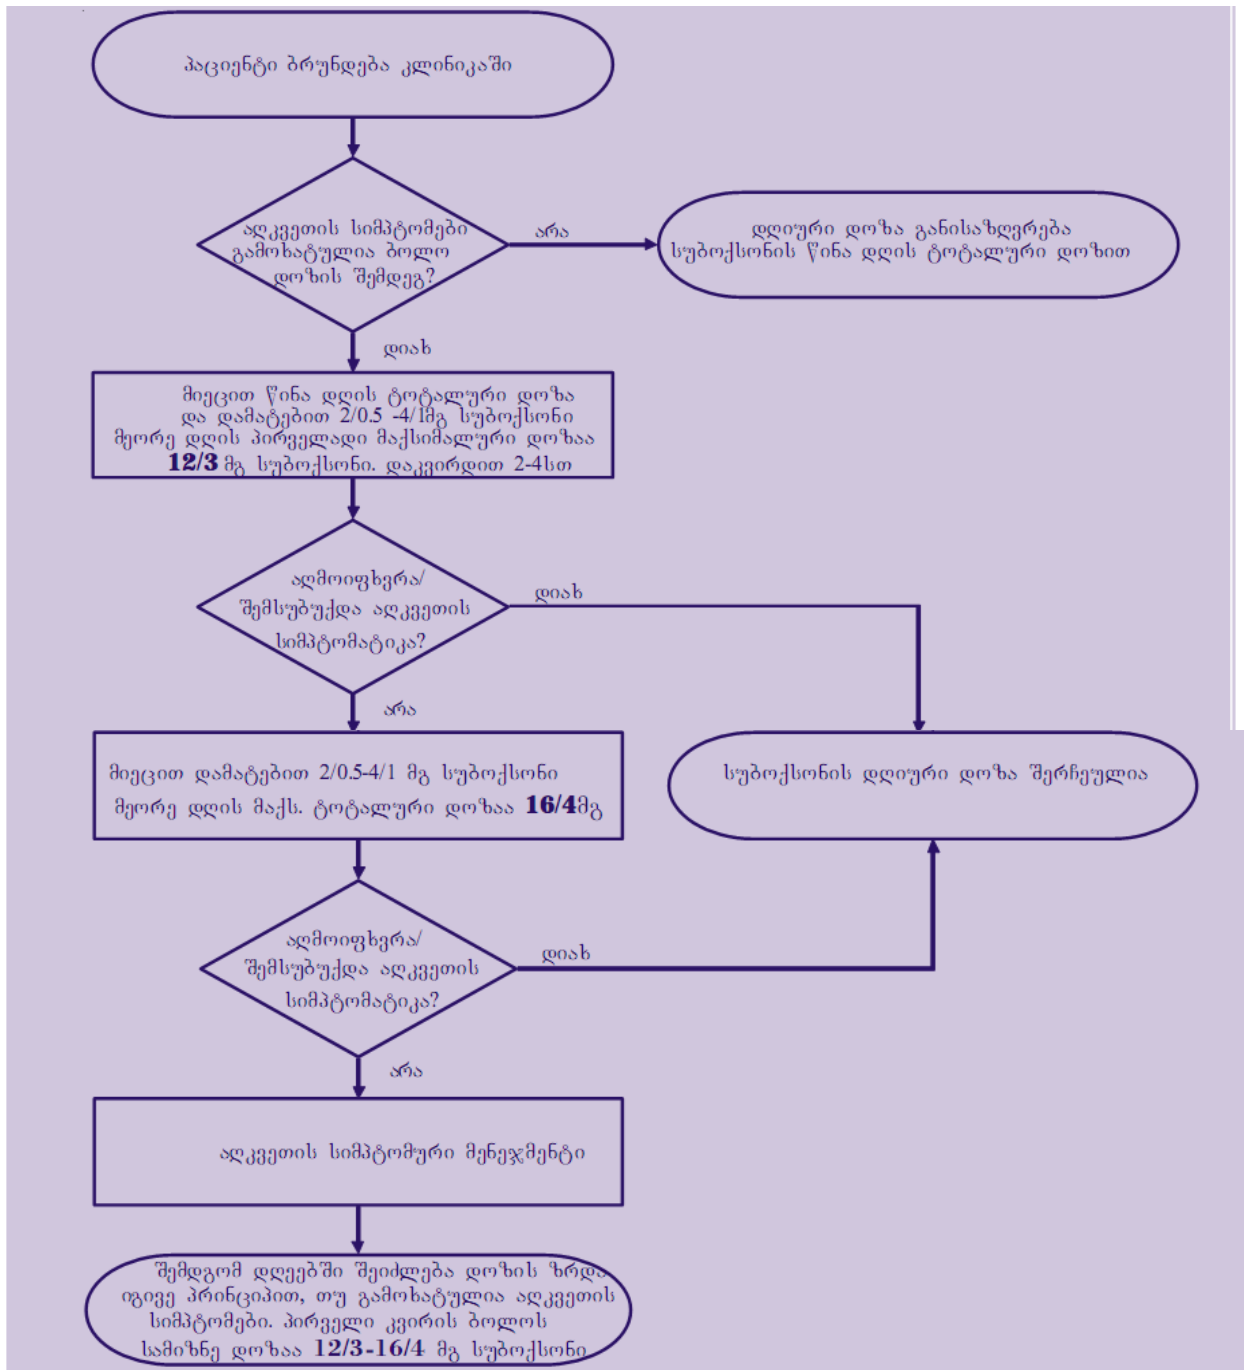 პაციენტი ბრუნდება კლინიკაში
აღკვეთის სიმპტომები
გამოხატულია ბოლო
დოზის შემდეგ?
არა
დღიური დოზა განისაზღვრება
სუბოქსონის წინა დღის ტოტალური დოზით
დიახ
მიეცით წინა დღის ტოტალური დოზა
და დამატებით 2/0.5 -4/1მგ სუბოქსონი
მეორე დღის პირველადი მაქსიმალური დოზაა
12/3 მგ სუბოქსონი. დაკვირდით 2-4სთ
აღმოიფხვრა/
შემსუბუქდა აღკვეთის
სიმპტომატიკა?
დიახ
არა
მიეცით დამატებით 2/0.5-4/1 მგ სუბოქსონი
მეორე დღის მაქს. ტოტალური დოზაა 16/4მგ
სუბოქსონის დღიური დოზა შერჩეულია
აღმოიფხვრა/
შემსუბუქდა აღკვეთის
სიმპტომატიკა?
დიახ
არა
აღკვეთის სიმპტომური მენეჯმენტი
შემდგომ დღეებში შეიძლება დოზის ზრდა
იგივე პრინციპით, თუ გამოხატულია აღკვეთის
სიმპტომები. პირველი კვირის ბოლოს
სამიზნე დოზაა 12/3-16/4 მგ სუბოქსონი